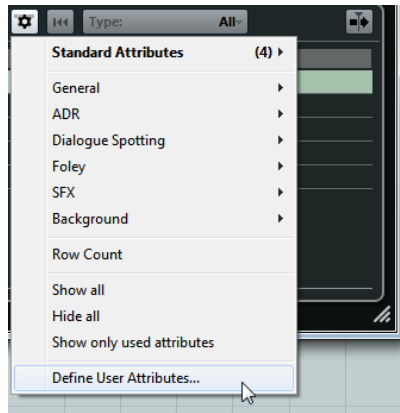 Type: All
Standard Attributes (4)
General
ADR
Dialogue Spotting
Foley
SFX
Background
Row Count
Show all
Hide all
Show only used attributes
Define User Attributes...